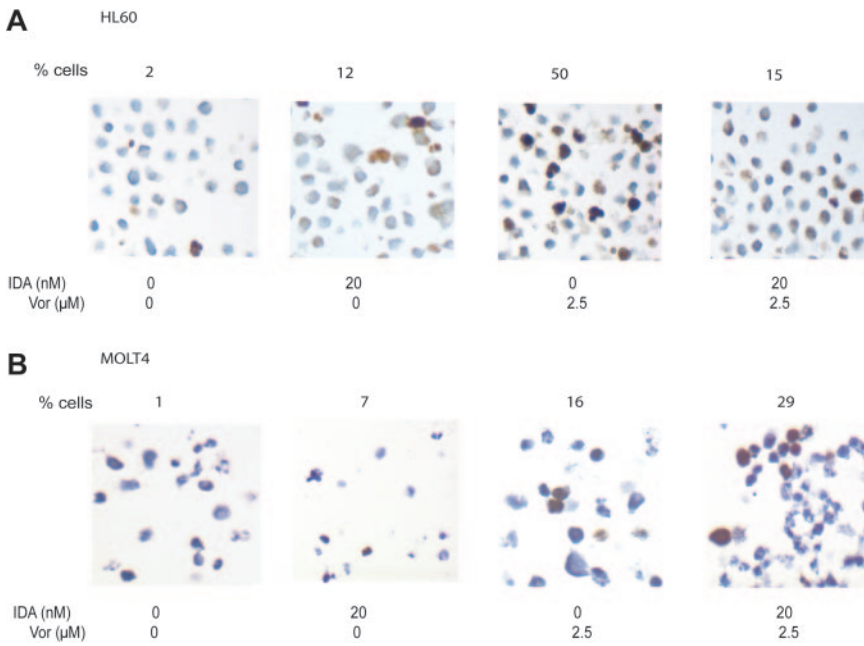 A HL60
% cells 2 12 50 15
IDA (nM) 0 20 0 20
Vor (µM) 0 0 2.5 2.5
B MOLT4
% cells 1 7 16 29
IDA (nM) 0 20 0 20
Vor (µM) 0 0 2.5 2.5